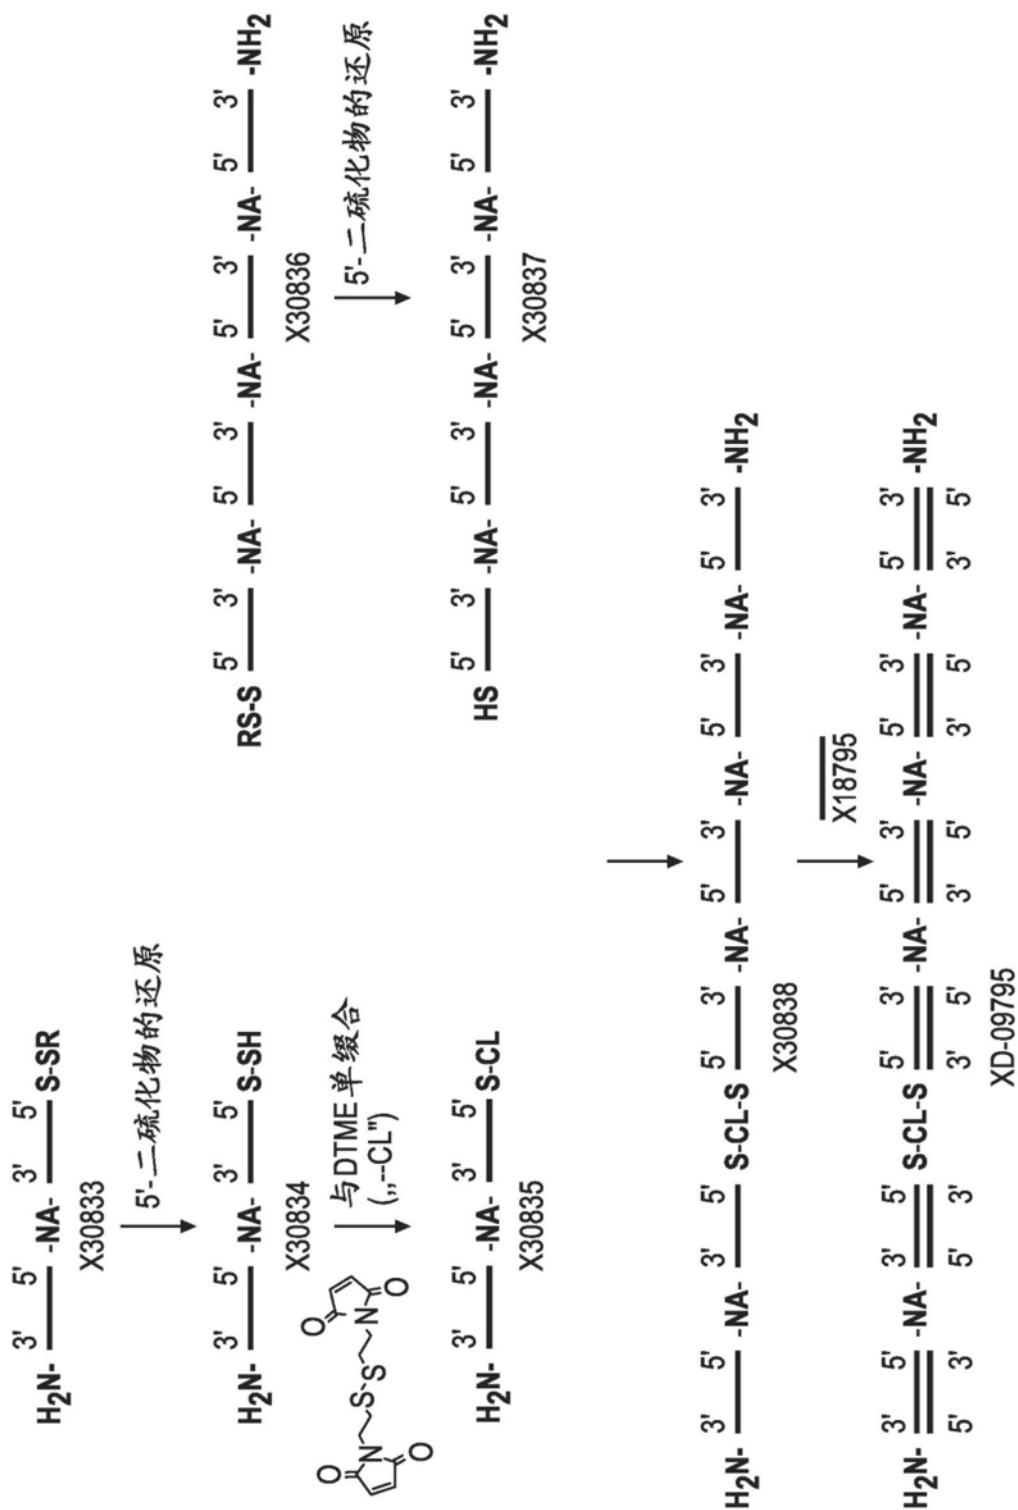 3' 5' 3' 5'
H₂N- -NA- S-SR
X30833
5'-二硫化物的还原
3' 5' 3' 5'
H₂N- -NA- S-SH
X30834
O
N
O
S-S
O
N
O
与DTME单缀合
(„--CL")
3' 5' 3' 5'
H₂N- -NA- S-CL
X30835
5' 3' 5' 3' 5' 3' 5' 3'
RS-S -NA- -NA- -NA- -NH₂
X30836
5'-二硫化物的还原
5' 3' 5' 3' 5' 3' 5' 3'
HS -NA- -NA- -NA- -NH₂
X30837
3' 5' 3' 5' 5' 3' 5' 3' 5' 3' 5' 3'
H₂N- -NA- S-CL-S -NA- -NA- -NA- -NH₂
X30838
X18795
3' 5' 3' 5' 5' 3' 5' 3' 5' 3' 5' 3'
H₂N- -NA- S-CL-S -NA- -NA- -NA- -NH₂
5' 3' 5' 3' 3' 5' 3' 5' 3' 5' 3' 5'
XD-09795